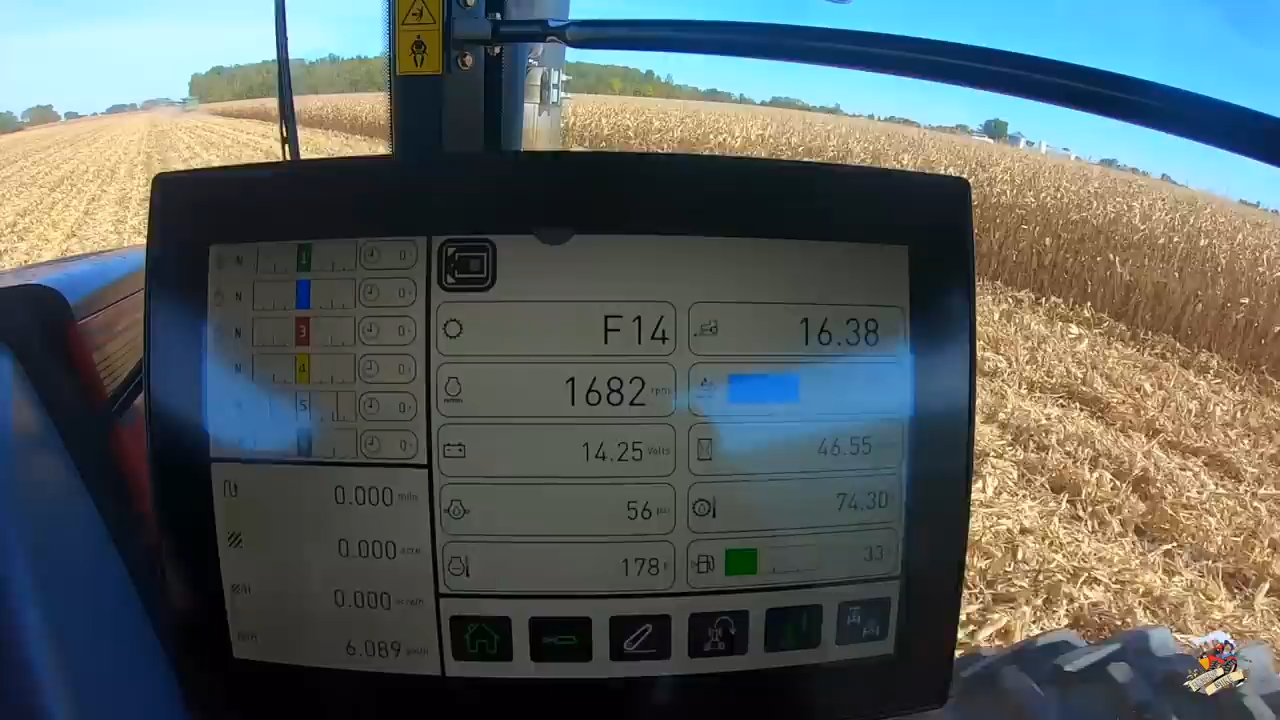 N 1 0
N 0
N 3 0
N 4 0
5 0
0
F14 16.38
1682 rpm
14.25 Volts 46.55
56 74.30
178 F 33
0.000
0.000
0.000
6.089